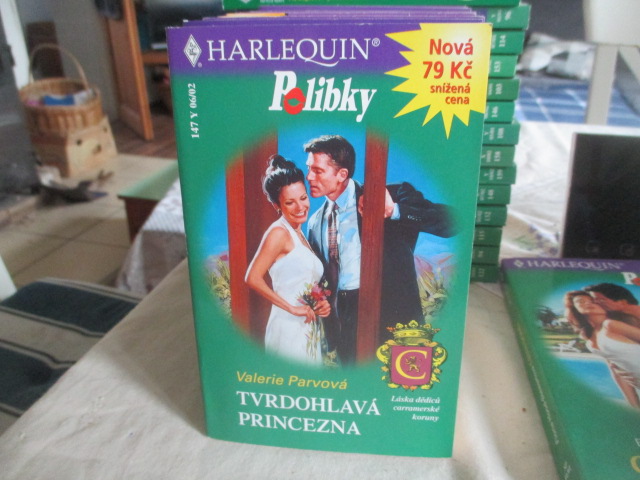 HARLEQUIN®
Polibky
147 Y 06/02
Nová
79 Kč
snížená
cena
Valerie Parvová
TVRDOHLAVÁ
PRINCEZNA
C
Láska dědiců
carramerské
koruny
HARLEQUIN